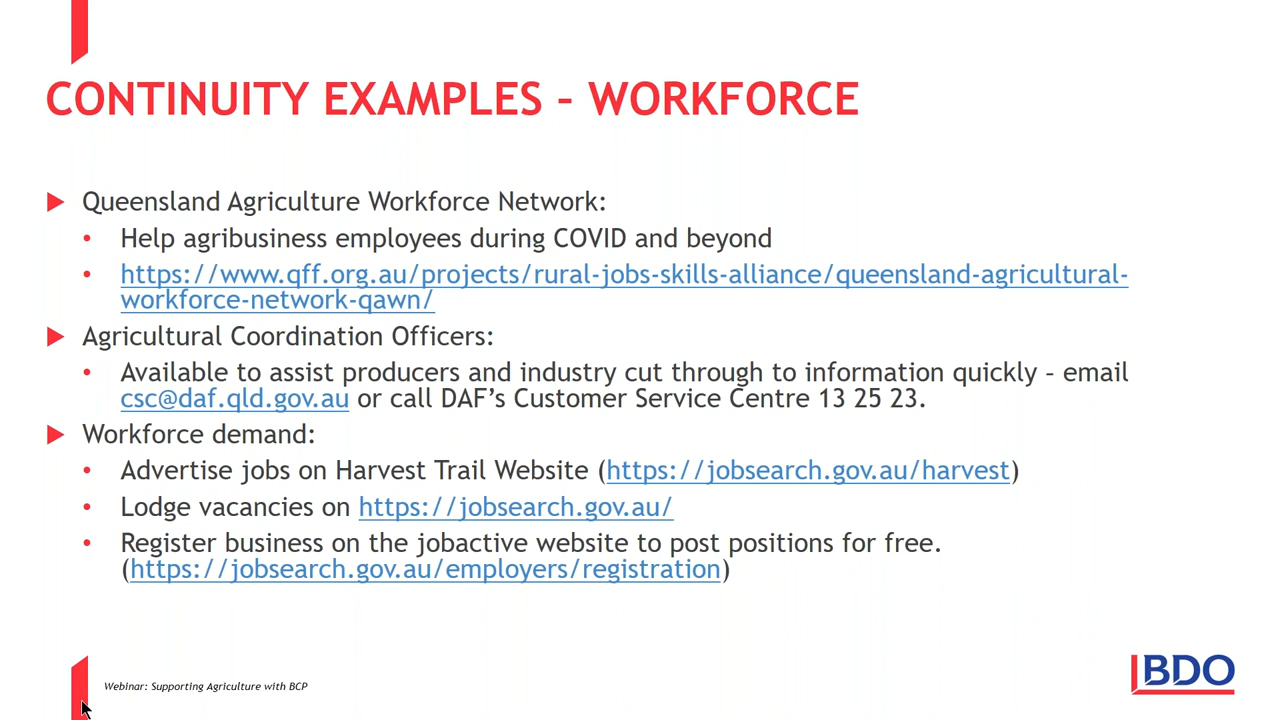 CONTINUITY EXAMPLES – WORKFORCE
Queensland Agriculture Workforce Network:
Help agribusiness employees during COVID and beyond
https://www.qff.org.au/projects/rural-jobs-skills-alliance/queensland-agricultural-
workforce-network-qawn/
Agricultural Coordination Officers:
Available to assist producers and industry cut through to information quickly – email
csc@daf.qld.gov.au or call DAF’s Customer Service Centre 13 25 23.
Workforce demand:
Advertise jobs on Harvest Trail Website (https://jobsearch.gov.au/harvest)
Lodge vacancies on https://jobsearch.gov.au/
Register business on the jobactive website to post positions for free.
(https://jobsearch.gov.au/employers/registration)
Webinar: Supporting Agriculture with BCP
BDO